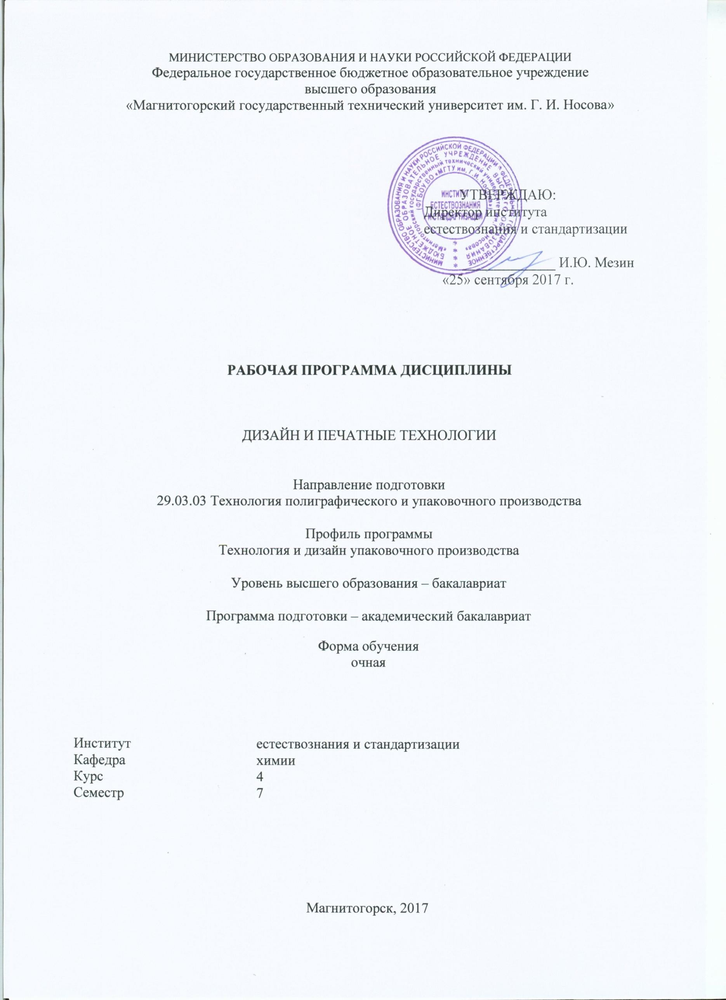 МИНИСТЕРСТВО ОБРАЗОВАНИЯ И НАУКИ РОССИЙСКОЙ ФЕДЕРАЦИИ
Федеральное государственное бюджетное образовательное учреждение
высшего образования
«Магнитогорский государственный технический университет им. Г. И. Носова»
МИНИСТЕРСТВО ОБРАЗОВАНИЯ И НАУКИ РОССИЙСКОЙ ФЕДЕРАЦИИ * ФЕДЕРАЛЬНОЕ ГОСУДАРСТВЕННОЕ
БЮДЖЕТНОЕ ОБРАЗОВАТЕЛЬНОЕ УЧРЕЖДЕНИЕ ВЫСШЕГО ОБРАЗОВАНИЯ
«Магнитогорский государственный технический университет им. Г.И. Носова»
(ФГБОУ ВО «МГТУ им. Г.И. Носова»)
ИНСТИТУТ
ЕСТЕСТВОЗНАНИЯ
И СТАНДАРТИЗАЦИИ
УТВЕРЖДАЮ:
Директор института
естествознания и стандартизации
И.Ю. Мезин
«25» сентября 2017 г.
РАБОЧАЯ ПРОГРАММА ДИСЦИПЛИНЫ
ДИЗАЙН И ПЕЧАТНЫЕ ТЕХНОЛОГИИ
Направление подготовки
29.03.03 Технология полиграфического и упаковочного производства
Профиль программы
Технология и дизайн упаковочного производства
Уровень высшего образования – бакалавриат
Программа подготовки – академический бакалавриат
Форма обучения
очная
Институт естествознания и стандартизации
Кафедра химии
Курс 4
Семестр 7
Магнитогорск, 2017